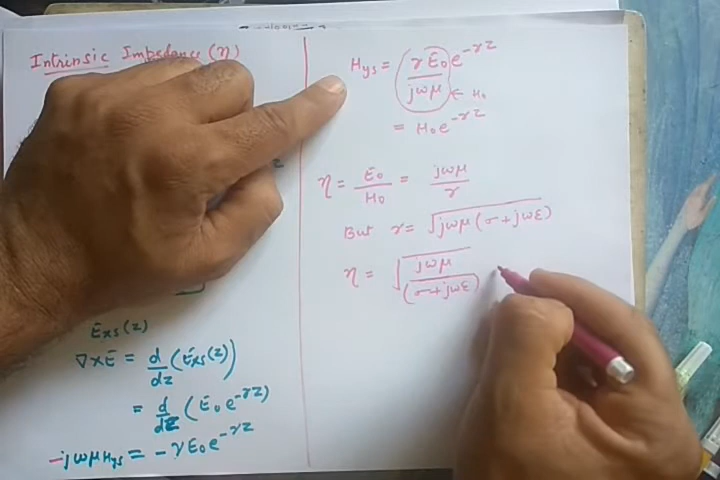 Intrinsic Impedance (η)
Exs(z)
∇×E = d/dz (Exs(z))
= d/dz (E₀e^-γz)
-jωμHys = -γE₀e^-γz
Hys = (γE₀/jωμ) e^-γz
← H₀
= H₀e^-γz
η = E₀/H₀ = jωμ/γ
But γ = √jωμ(σ+jωε)
η = √jωμ/(σ+jωε)